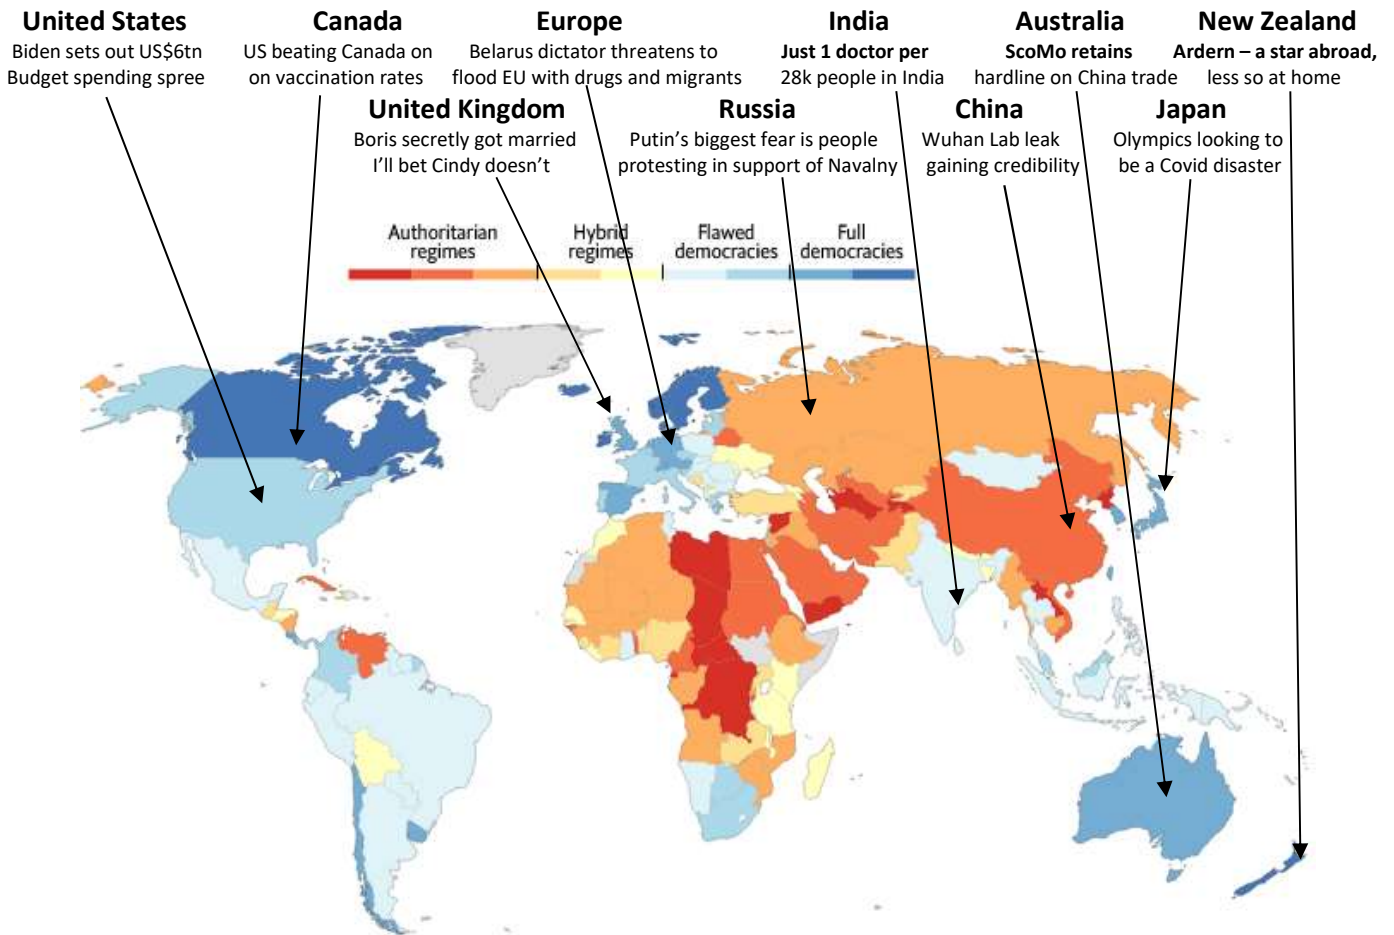 United States
Biden sets out US$6tn
Budget spending spree
Canada
US beating Canada on
on vaccination rates
Europe
Belarus dictator threatens to
flood EU with drugs and migrants
India
Just 1 doctor per
28k people in India
Australia
ScoMo retains
hardline on China trade
New Zealand
Ardern – a star abroad,
less so at home
United Kingdom
Boris secretly got married
I'll bet Cindy doesn't
Russia
Putin's biggest fear is people
protesting in support of Navalny
China
Wuhan Lab leak
gaining credibility
Japan
Olympics looking to
be a Covid disaster
Authoritarian
regimes
Hybrid
regimes
Flawed
democracies
Full
democracies